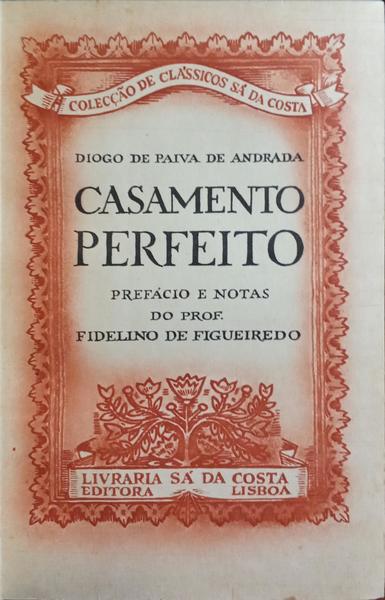 COLECÇÃO DE CLÁSSICOS SÁ DA COSTA
DIOGO DE PAIVA DE ANDRADA
CASAMENTO
PERFEITO
PREFÁCIO E NOTAS
DO PROF.
FIDELINO DE FIGUEIREDO
LIVRARIA SÁ DA COSTA
EDITORA LISBOA